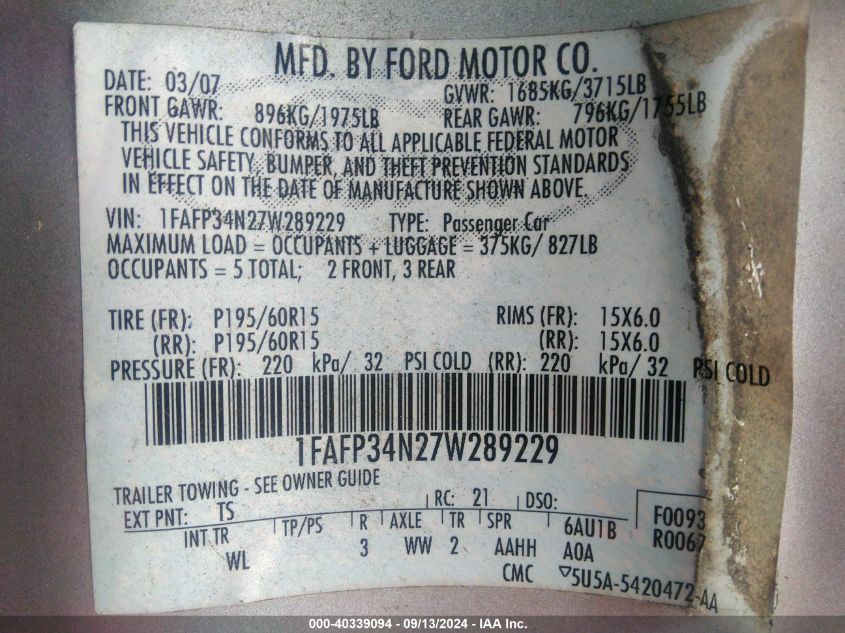 MFD. BY FORD MOTOR CO.
DATE: 03/07 GVWR: 1685KG/3715LB
FRONT GAWR: 896KG/1975LB REAR GAWR: 796KG/1755LB
THIS VEHICLE CONFORMS TO ALL APPLICABLE FEDERAL MOTOR
VEHICLE SAFETY, BUMPER, AND THEFT PREVENTION STANDARDS
IN EFFECT ON THE DATE OF MANUFACTURE SHOWN ABOVE.
VIN: 1FAFP34N27W289229 TYPE: Passenger Car
MAXIMUM LOAD = OCCUPANTS + LUGGAGE = 375KG/ 827LB
OCCUPANTS = 5 TOTAL; 2 FRONT, 3 REAR
TIRE (FR): P195/60R15 RIMS (FR): 15X6.0
(RR): P195/60R15 (RR): 15X6.0
PRESSURE (FR): 220 kPa/ 32 PSI COLD (RR): 220 kPa/ 32 PSI COLD
1FAFP34N27W289229
TRAILER TOWING - SEE OWNER GUIDE
EXT PNT: TS RC: 21 DSO: F0093
INT TR TP/PS R AXLE TR SPR 6AU1B R0067
WL 3 WW 2 AAHH A0A
CMC ▽5U5A-5420472-AA
000-40339094 - 09/13/2024 - IAA Inc.